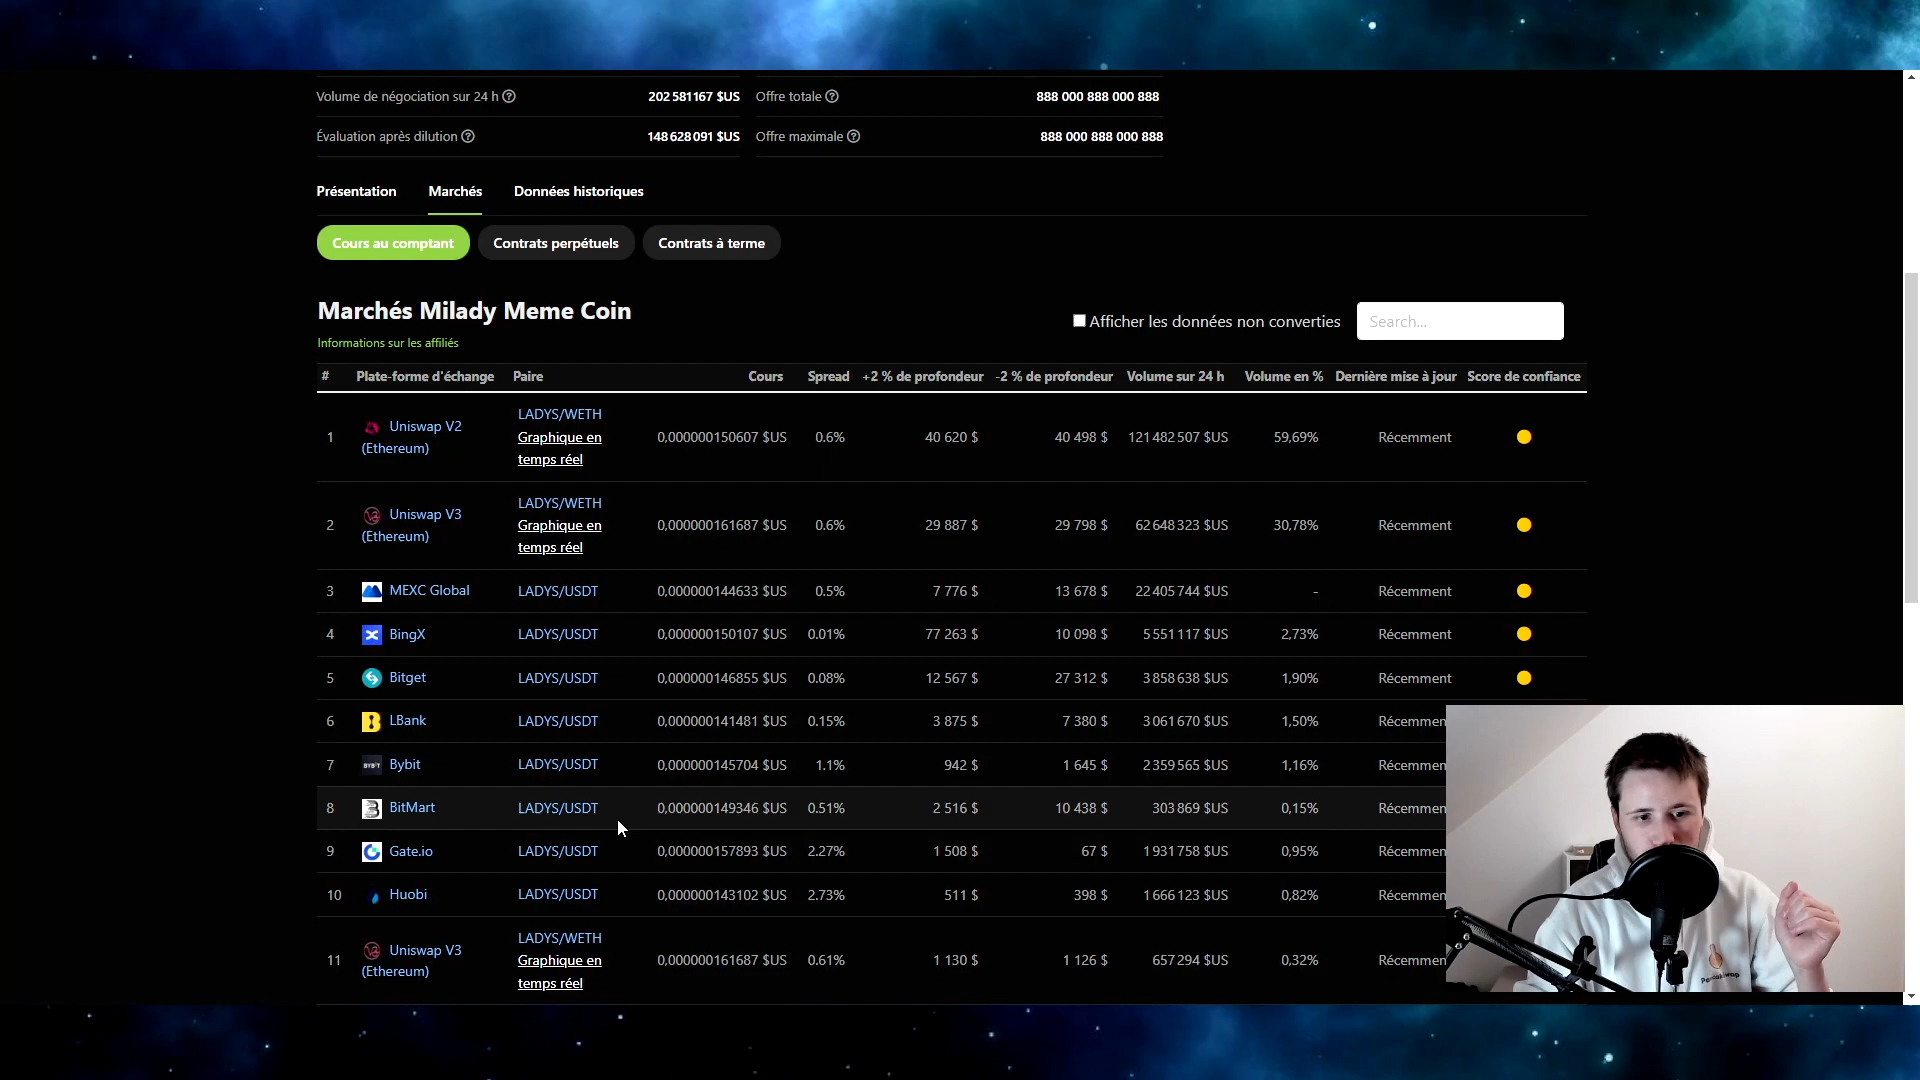 Volume de négociation sur 24 h 202 581 167 $US Offre totale 888 000 888 000 888
Évaluation après dilution 148 628 091 $US Offre maximale 888 000 888 000 888
Présentation Marchés Données historiques
Cours au comptant Contrats perpétuels Contrats à terme
Marchés Milady Meme Coin
Afficher les données non converties Search...
Informations sur les affiliés
# Plate-forme d'échange Paire Cours Spread +2 % de profondeur -2 % de profondeur Volume sur 24 h Volume en % Dernière mise à jour Score de confiance
1 Uniswap V2 (Ethereum) LADYS/WETH Graphique en temps réel 0,000000150607 $US 0.6% 40 620 $ 40 498 $ 121 482 507 $US 59,69% Récemment
2 Uniswap V3 (Ethereum) LADYS/WETH Graphique en temps réel 0,000000161687 $US 0.6% 29 887 $ 29 798 $ 62 648 323 $US 30,78% Récemment
3 MEXC Global LADYS/USDT 0,000000144633 $US 0.5% 7 776 $ 13 678 $ 22 405 744 $US - Récemment
4 BingX LADYS/USDT 0,000000150107 $US 0.01% 77 263 $ 10 098 $ 5 551 117 $US 2,73% Récemment
5 Bitget LADYS/USDT 0,000000146855 $US 0.08% 12 567 $ 27 312 $ 3 858 638 $US 1,90% Récemment
6 LBank LADYS/USDT 0,000000141481 $US 0.15% 3 875 $ 7 380 $ 3 061 670 $US 1,50% Récemmen
7 Bybit LADYS/USDT 0,000000145704 $US 1.1% 942 $ 1 645 $ 2 359 565 $US 1,16% Récemmen
8 BitMart LADYS/USDT 0,000000149346 $US 0.51% 2 516 $ 10 438 $ 303 869 $US 0,15% Récemmen
9 Gate.io LADYS/USDT 0,000000157893 $US 2.27% 1 508 $ 67 $ 1 931 758 $US 0,95% Récemmen
10 Huobi LADYS/USDT 0,000000143102 $US 2.73% 511 $ 398 $ 1 666 123 $US 0,82% Récemmen
11 Uniswap V3 (Ethereum) LADYS/WETH Graphique en temps réel 0,000000161687 $US 0.61% 1 130 $ 1 126 $ 657 294 $US 0,32% Récemmen